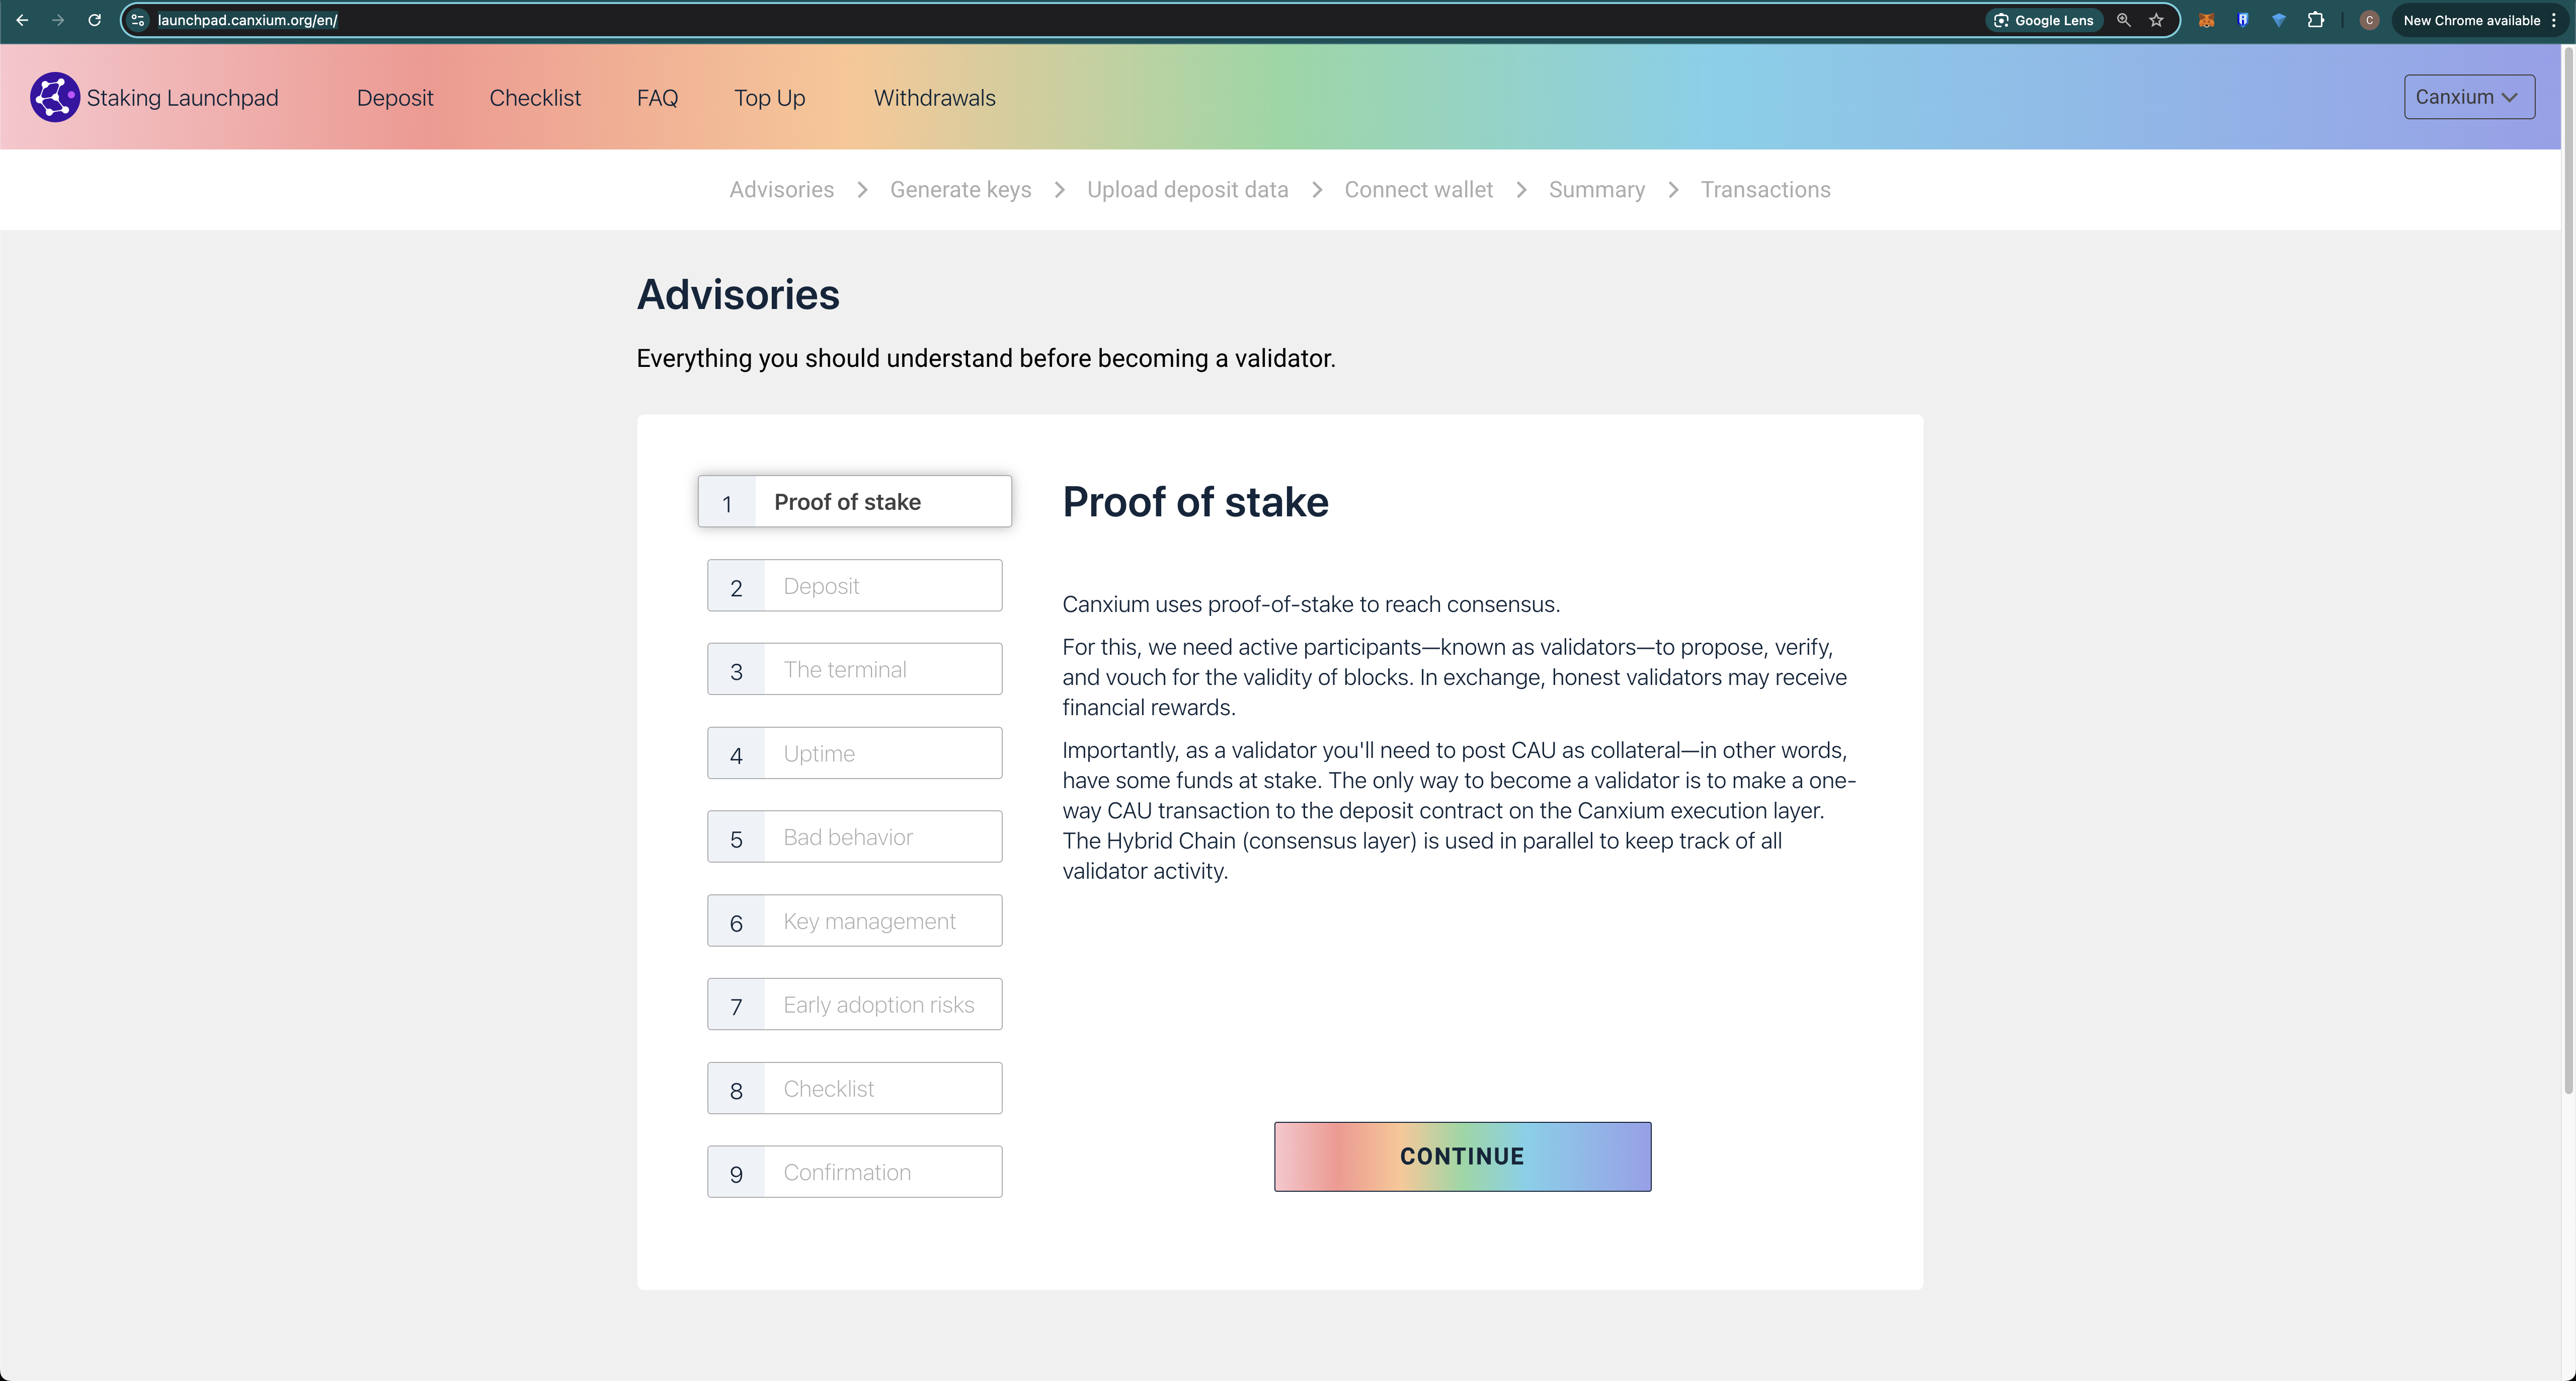 launchpad.canxium.org/en/
Google Lens
C
New Chrome available
Staking Launchpad
Deposit
Checklist
FAQ
Top Up
Withdrawals
Canxium
Advisories
Generate keys
Upload deposit data
Connect wallet
Summary
Transactions
Advisories
Everything you should understand before becoming a validator.
1 Proof of stake
2 Deposit
3 The terminal
4 Uptime
5 Bad behavior
6 Key management
7 Early adoption risks
8 Checklist
9 Confirmation
Proof of stake
Canxium uses proof-of-stake to reach consensus.
For this, we need active participants—known as validators—to propose, verify,
and vouch for the validity of blocks. In exchange, honest validators may receive
financial rewards.
Importantly, as a validator you'll need to post CAU as collateral—in other words,
have some funds at stake. The only way to become a validator is to make a one-
way CAU transaction to the deposit contract on the Canxium execution layer.
The Hybrid Chain (consensus layer) is used in parallel to keep track of all
validator activity.
CONTINUE